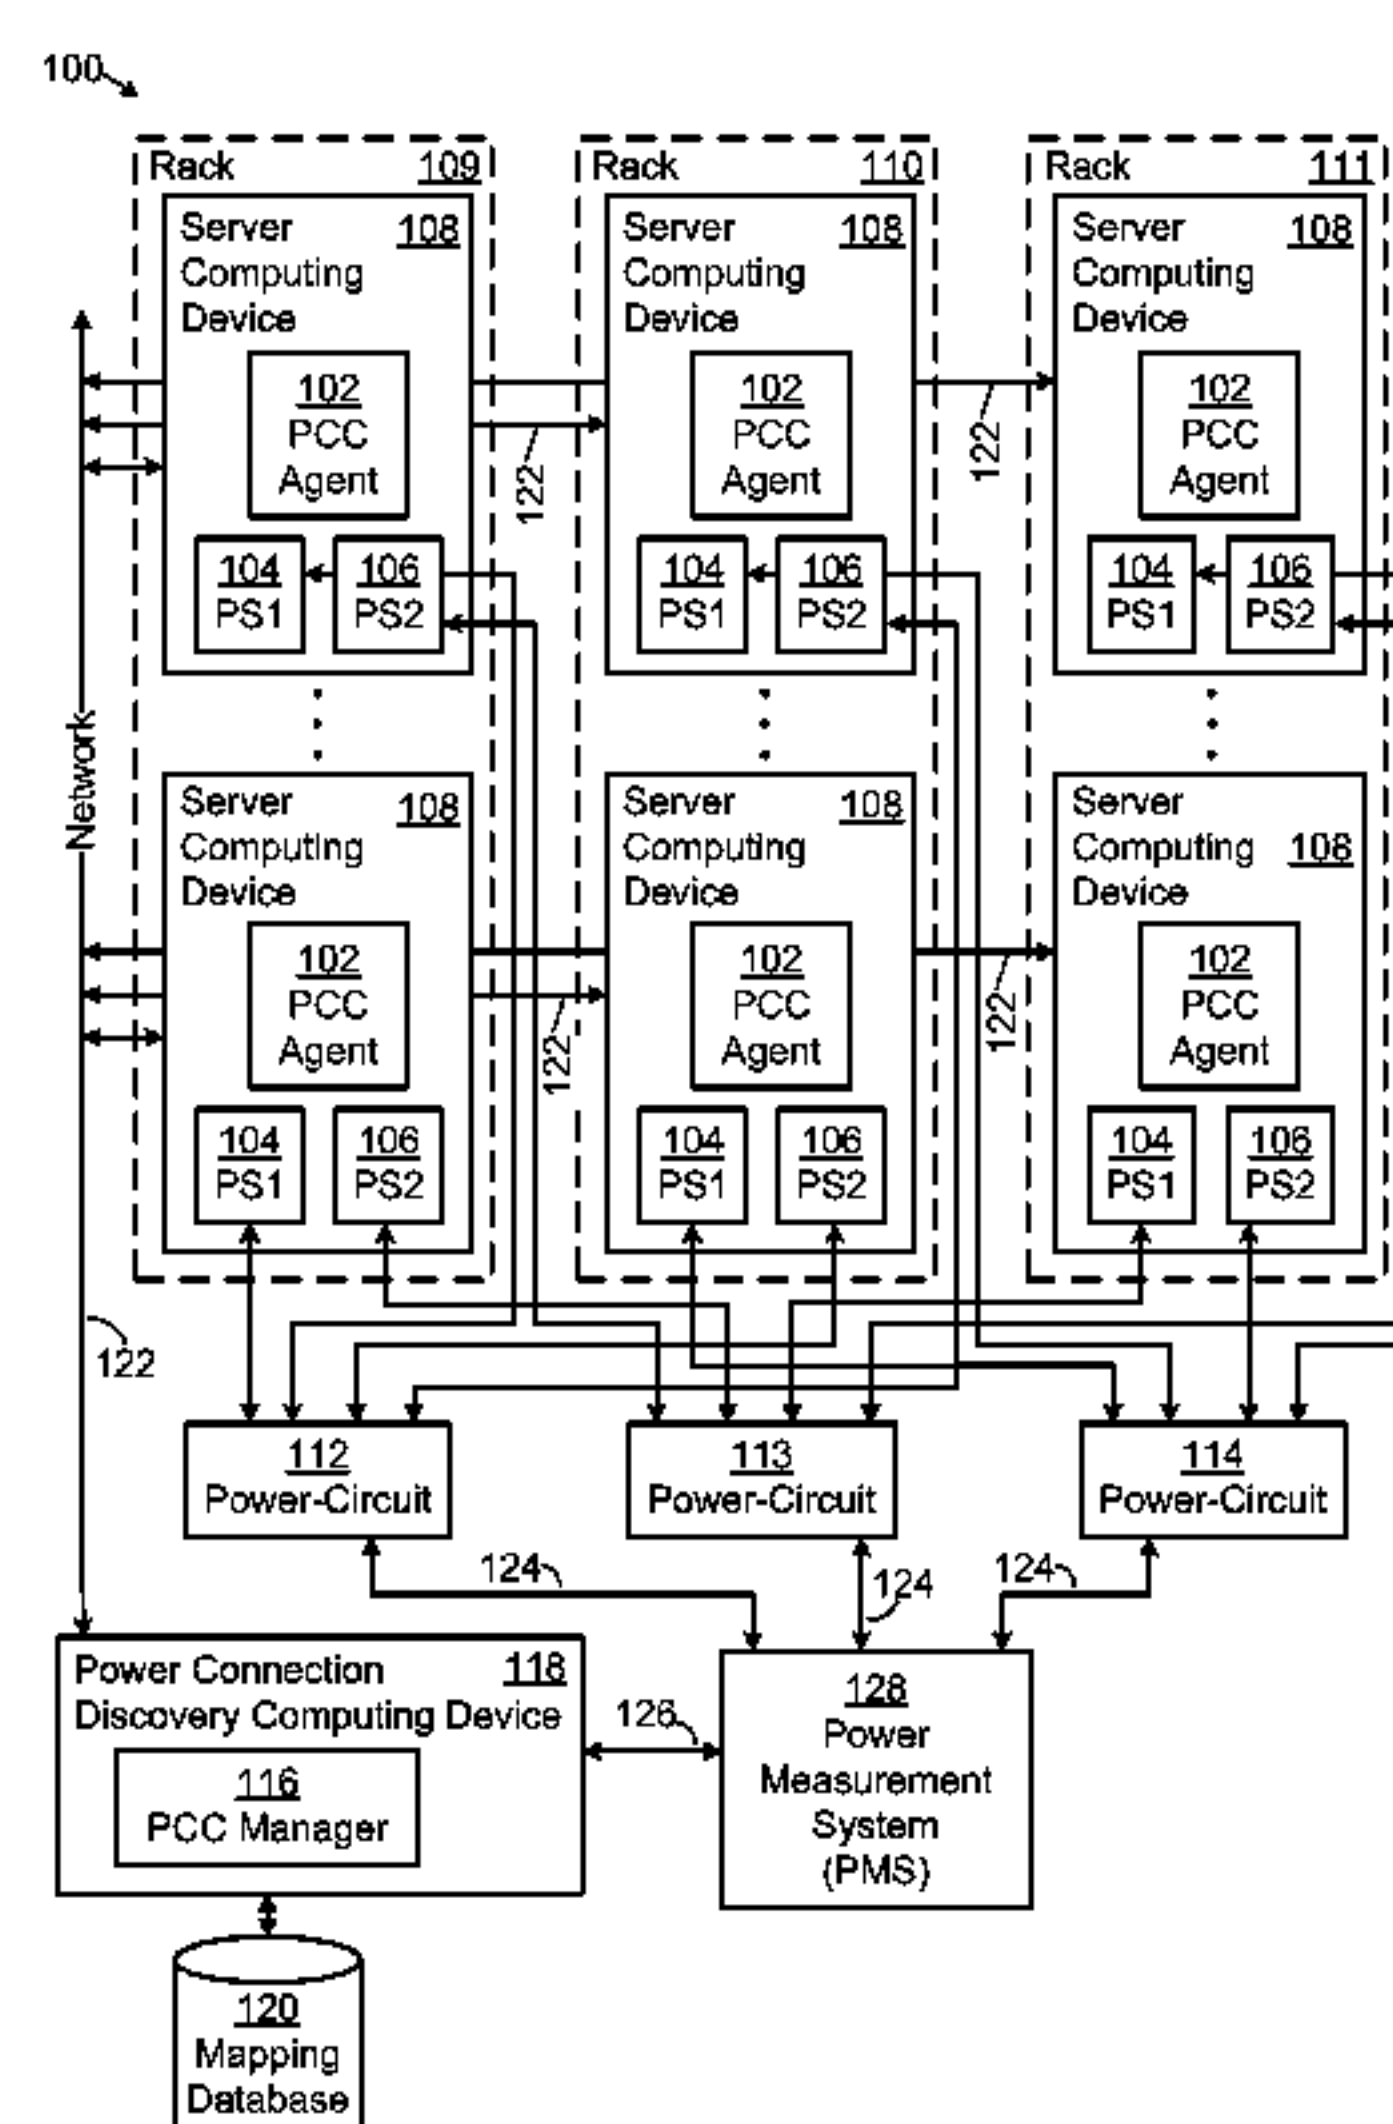 100
Rack 109
Server 108
Computing
Device
102
PCC
Agent
104
PS1
106
PS2
Server 108
Computing
Device
102
PCC
Agent
104
PS1
106
PS2
Rack 110
Server 108
Computing
Device
102
PCC
Agent
104
PS1
106
PS2
Server 108
Computing
Device
102
PCC
Agent
104
PS1
106
PS2
Rack 111
Server 108
Computing
Device
102
PCC
Agent
104
PS1
106
PS2
Server
Computing 108
Device
102
PCC
Agent
104
PS1
106
PS2
122
122
122
122
Network
122
112
Power-Circuit
113
Power-Circuit
114
Power-Circuit
124
124
124
Power Connection 118
Discovery Computing Device
116
PCC Manager
126
128
Power
Measurement
System
(PMS)
120
Mapping
Database